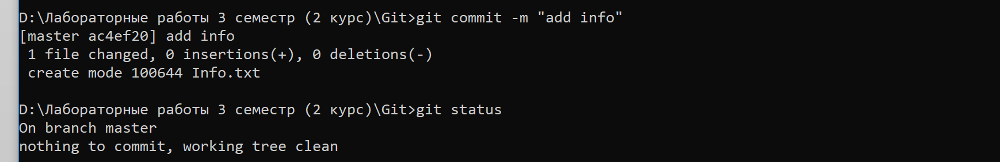 D:\Лабораторные работы 3 семестр (2 курс)\Git>git commit -m "add info"
[master ac4ef20] add info
 1 file changed, 0 insertions(+), 0 deletions(-)
 create mode 100644 Info.txt

D:\Лабораторные работы 3 семестр (2 курс)\Git>git status
On branch master
nothing to commit, working tree clean